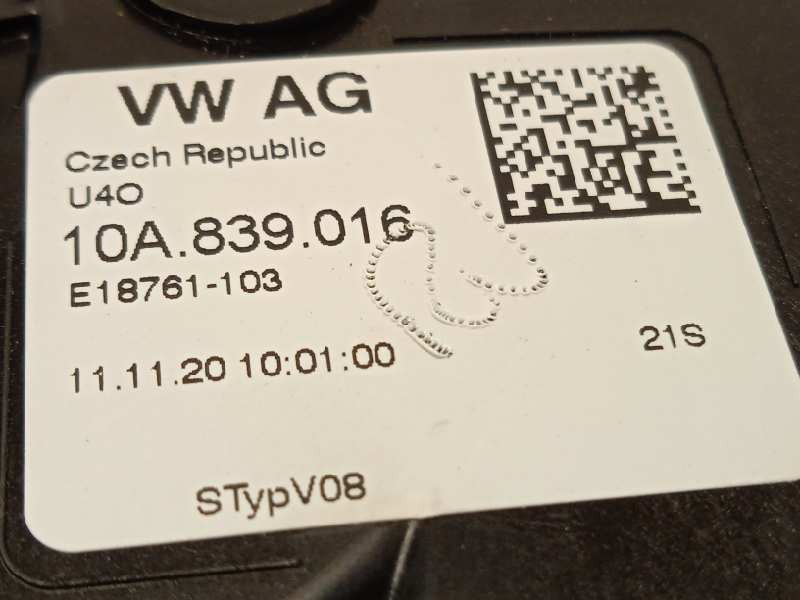 VW AG
Czech Republic
U4O
10A.839.016
E18761-103
11.11.20 10:01:00
21S
STypV08